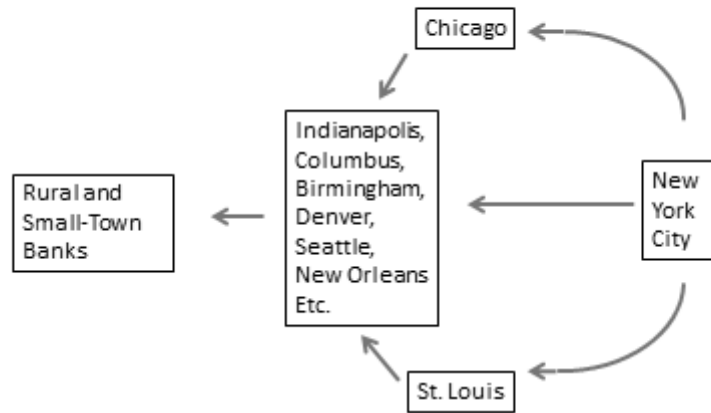 Chicago
Indianapolis,
Columbus,
Birmingham,
Denver,
Seattle,
New Orleans
Etc.
Rural and
Small-Town
Banks
New
York
City
St. Louis